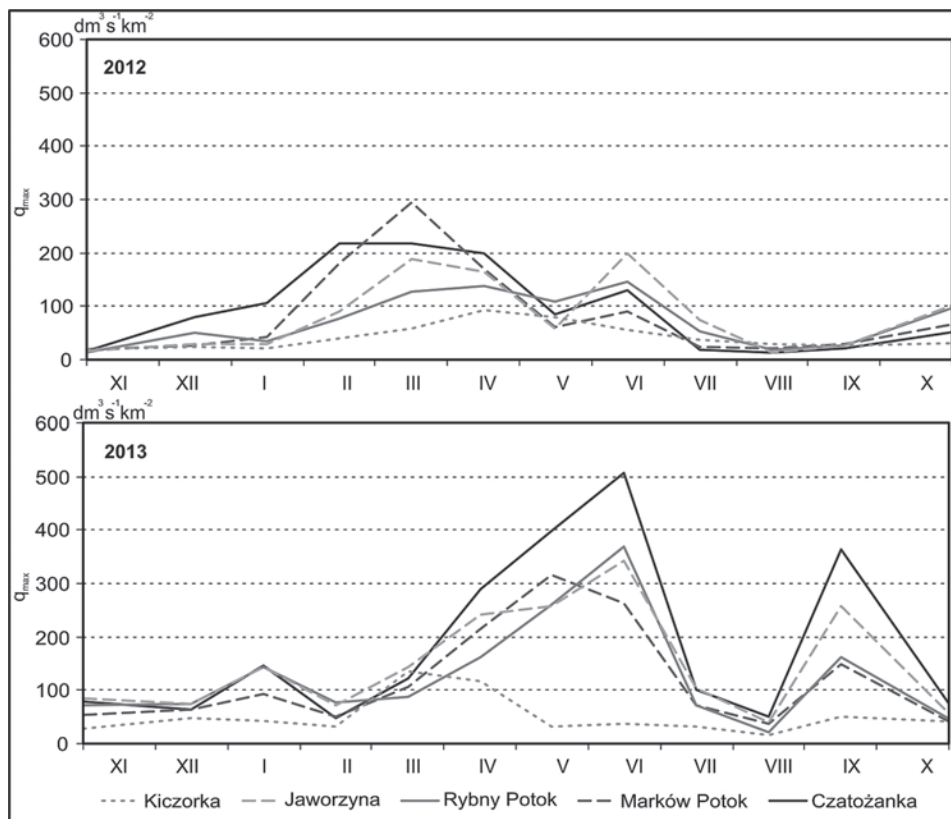 dm³s⁻¹km⁻²
600
2012
500
400
300
200
100
0
qmax
XI XII I II III IV V VI VII VIII IX X
dm³s⁻¹km⁻²
600
2013
500
400
300
200
100
0
qmax
XI XII I II III IV V VI VII VIII IX X
Kiczorka Jaworzyna Rybny Potok Marków Potok Czatożanka